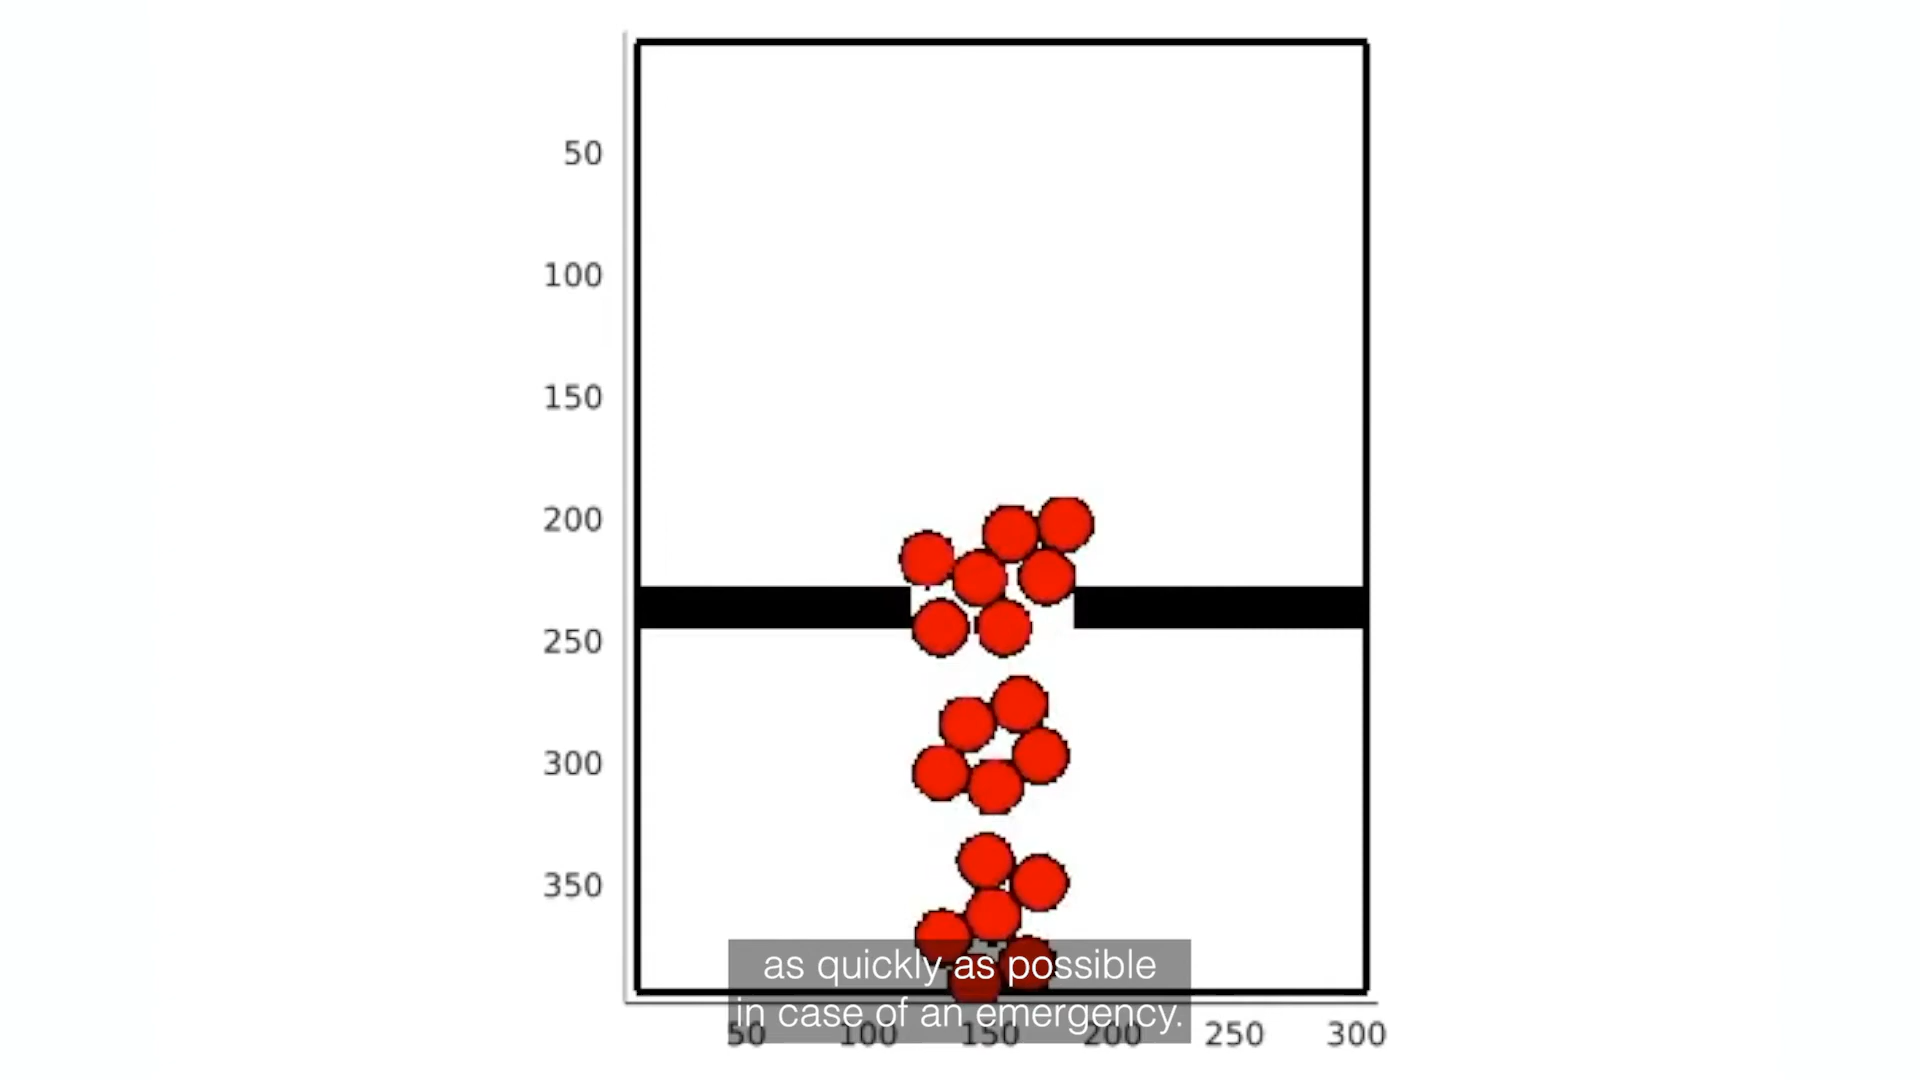 50
100
150
200
250
300
350
as quickly as possible
in case of an emergency.
50 100 150 200 250 300